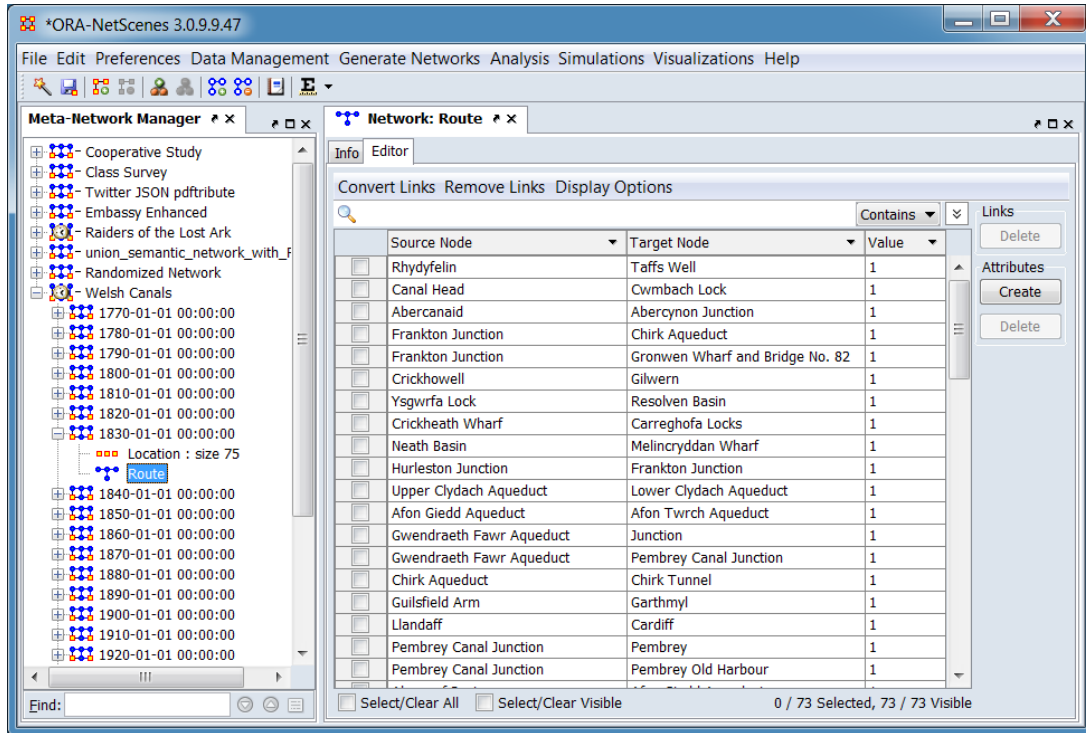 *ORA-NetScenes 3.0.9.9.47
File Edit Preferences Data Management Generate Networks Analysis Simulations Visualizations Help
E
Meta-Network Manager
Cooperative Study
Class Survey
Twitter JSON pdftribute
Embassy Enhanced
Raiders of the Lost Ark
union_semantic_network_with_F
Randomized Network
Welsh Canals
1770-01-01 00:00:00
1780-01-01 00:00:00
1790-01-01 00:00:00
1800-01-01 00:00:00
1810-01-01 00:00:00
1820-01-01 00:00:00
1830-01-01 00:00:00
Location : size 75
Route
1840-01-01 00:00:00
1850-01-01 00:00:00
1860-01-01 00:00:00
1870-01-01 00:00:00
1880-01-01 00:00:00
1890-01-01 00:00:00
1900-01-01 00:00:00
1910-01-01 00:00:00
1920-01-01 00:00:00
Find:
Network: Route
Info Editor
Convert Links Remove Links Display Options
Contains
Source Node Target Node Value
Rhydyfelin Taffs Well 1
Canal Head Cwmbach Lock 1
Abercanaid Abercynon Junction 1
Frankton Junction Chirk Aqueduct 1
Frankton Junction Gronwen Wharf and Bridge No. 82 1
Crickhowell Gilwern 1
Ysgwrfa Lock Resolven Basin 1
Crickheath Wharf Carreghofa Locks 1
Neath Basin Melincryddan Wharf 1
Hurleston Junction Frankton Junction 1
Upper Clydach Aqueduct Lower Clydach Aqueduct 1
Afon Giedd Aqueduct Afon Twrch Aqueduct 1
Gwendraeth Fawr Aqueduct Junction 1
Gwendraeth Fawr Aqueduct Pembrey Canal Junction 1
Chirk Aqueduct Chirk Tunnel 1
Guilsfield Arm Garthmyl 1
Llandaff Cardiff 1
Pembrey Canal Junction Pembrey 1
Pembrey Canal Junction Pembrey Old Harbour 1
Select/Clear All Select/Clear Visible 0 / 73 Selected, 73 / 73 Visible
Links
Delete
Attributes
Create
Delete